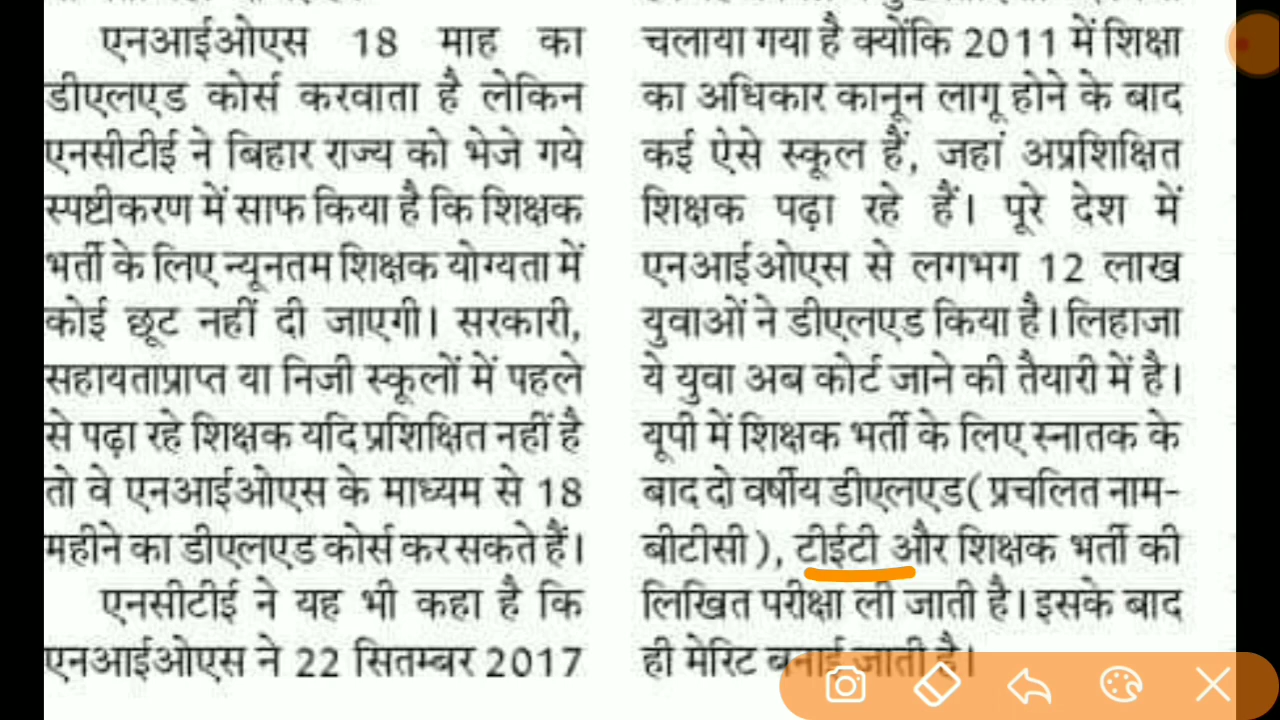 एनआईओएस 18 माह का
डीएलएड कोर्स करवाता है लेकिन
एनसीटीई ने बिहार राज्य को भेजे गये
स्पष्टीकरण में साफ किया है कि शिक्षक
भर्ती के लिए न्यूनतम शिक्षक योग्यता में
कोई छूट नहीं दी जाएगी। सरकारी,
सहायताप्राप्त या निजी स्कूलों में पहले
से पढ़ा रहे शिक्षक यदि प्रशिक्षित नहीं है
तो वे एनआईओएस के माध्यम से 18
महीने का डीएलएड कोर्स कर सकते हैं।
एनसीटीई ने यह भी कहा है कि
एनआईओएस ने 22 सितम्बर 2017
चलाया गया है क्योंकि 2011 में शिक्षा
का अधिकार कानून लागू होने के बाद
कई ऐसे स्कूल हैं, जहां अप्रशिक्षित
शिक्षक पढ़ा रहे हैं। पूरे देश में
एनआईओएस से लगभग 12 लाख
युवाओं ने डीएलएड किया है। लिहाजा
ये युवा अब कोर्ट जाने की तैयारी में है।
यूपी में शिक्षक भर्ती के लिए स्नातक के
बाद दो वर्षीय डीएलएड( प्रचलित नाम-
बीटीसी ), टीईटी और शिक्षक भर्ती की
लिखित परीक्षा ली जाती है। इसके बाद
ही मेरिट बनाई जाती है।